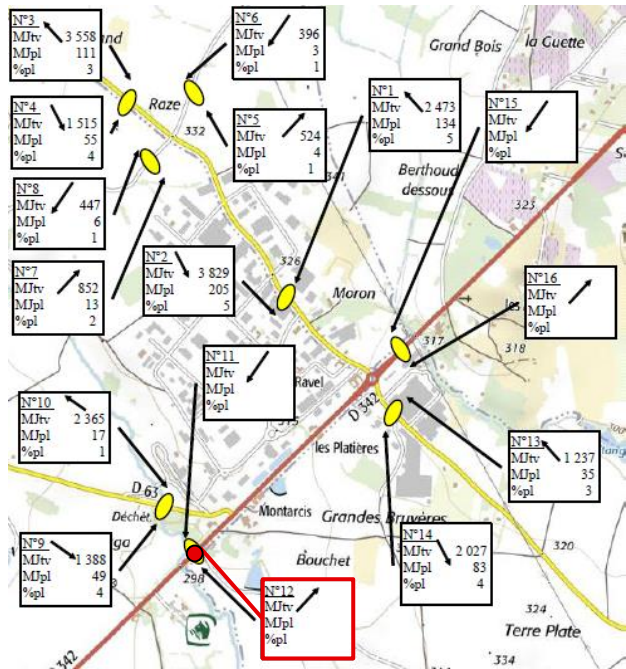 N°3
MJtv 3 558
MJpl 111
%pl 3
and
N°6
MJtv 396
MJpl 3
%pl 1
Grand Bois
la Guette
N°4
MJtv 1 515
MJpl 55
%pl 4
Raze
332
N°5
MJtv 524
MJpl 4
%pl 1
341
N°1
MJtv 2 473
MJpl 134
%pl 5
N°15
MJtv
MJpl
%pl
S
Berthoud
dessous
323
N°8
MJtv 447
MJpl 6
%pl 1
N°7
MJtv 852
MJpl 13
%pl 2
N°2
MJtv 3 829
MJpl 205
%pl 5
326
Moron
N°16
MJtv
MJpl
%pl
les
317
318
N°11
MJtv
MJpl
%pl
Ravel
D 342
315
N°10
MJtv 2 365
MJpl 17
%pl 1
les Platières
N°13
MJtv 1 237
MJpl 35
%pl 3
D 63
Déchèt.
Montarcis
Grandes Bruyères
N°9
MJtv 1 388
MJpl 49
%pl 4
ga
298
Bouchet
N°14
MJtv 2 027
MJpl 83
%pl 4
320
N°12
MJtv
MJpl
%pl
324
Terre Plate
334
D 342